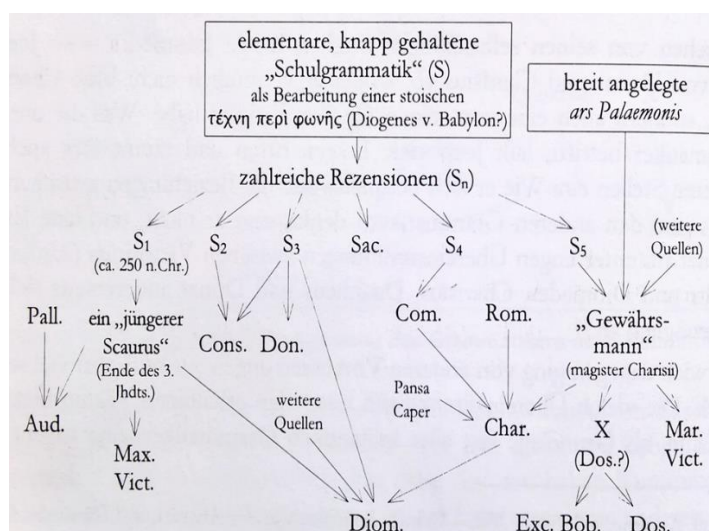 elementare, knapp gehaltene
„Schulgrammatik“ (S)
als Bearbeitung einer stoischen
τέχνη περὶ φωνῆς (Diogenes v. Babylon?)
breit angelegte
ars Palaemonis
zahlreiche Rezensionen (Sn)
S1
(ca. 250 n.Chr.)
S2
S3
Sac.
S4
S5
(weitere
Quellen)
Pall.
ein „jüngerer
Scaurus“
(Ende des 3.
Jhdts.)
Cons.
Don.
Com.
Rom.
„Gewährs-
mann“
(magister Charisii)
Aud.
Max.
Vict.
weitere
Quellen
Pansa
Caper
Char.
X
(Dos.?)
Mar.
Vict.
Diom.
Exc. Bob.
Dos.